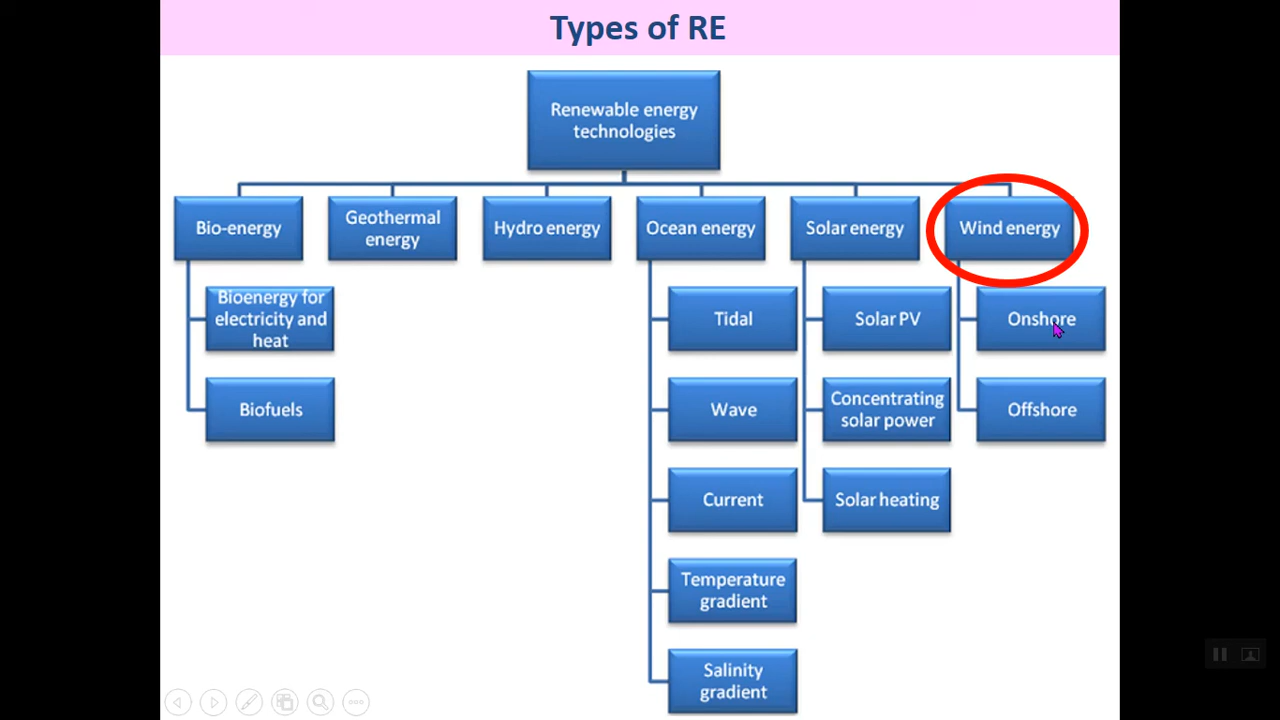 Types of RE
Renewable energy
technologies
Bio-energy
Geothermal
energy
Hydro energy
Ocean energy
Solar energy
Wind energy
Bioenergy for
electricity and
heat
Biofuels
Tidal
Wave
Current
Temperature
gradient
Salinity
gradient
Solar PV
Concentrating
solar power
Solar heating
Onshore
Offshore